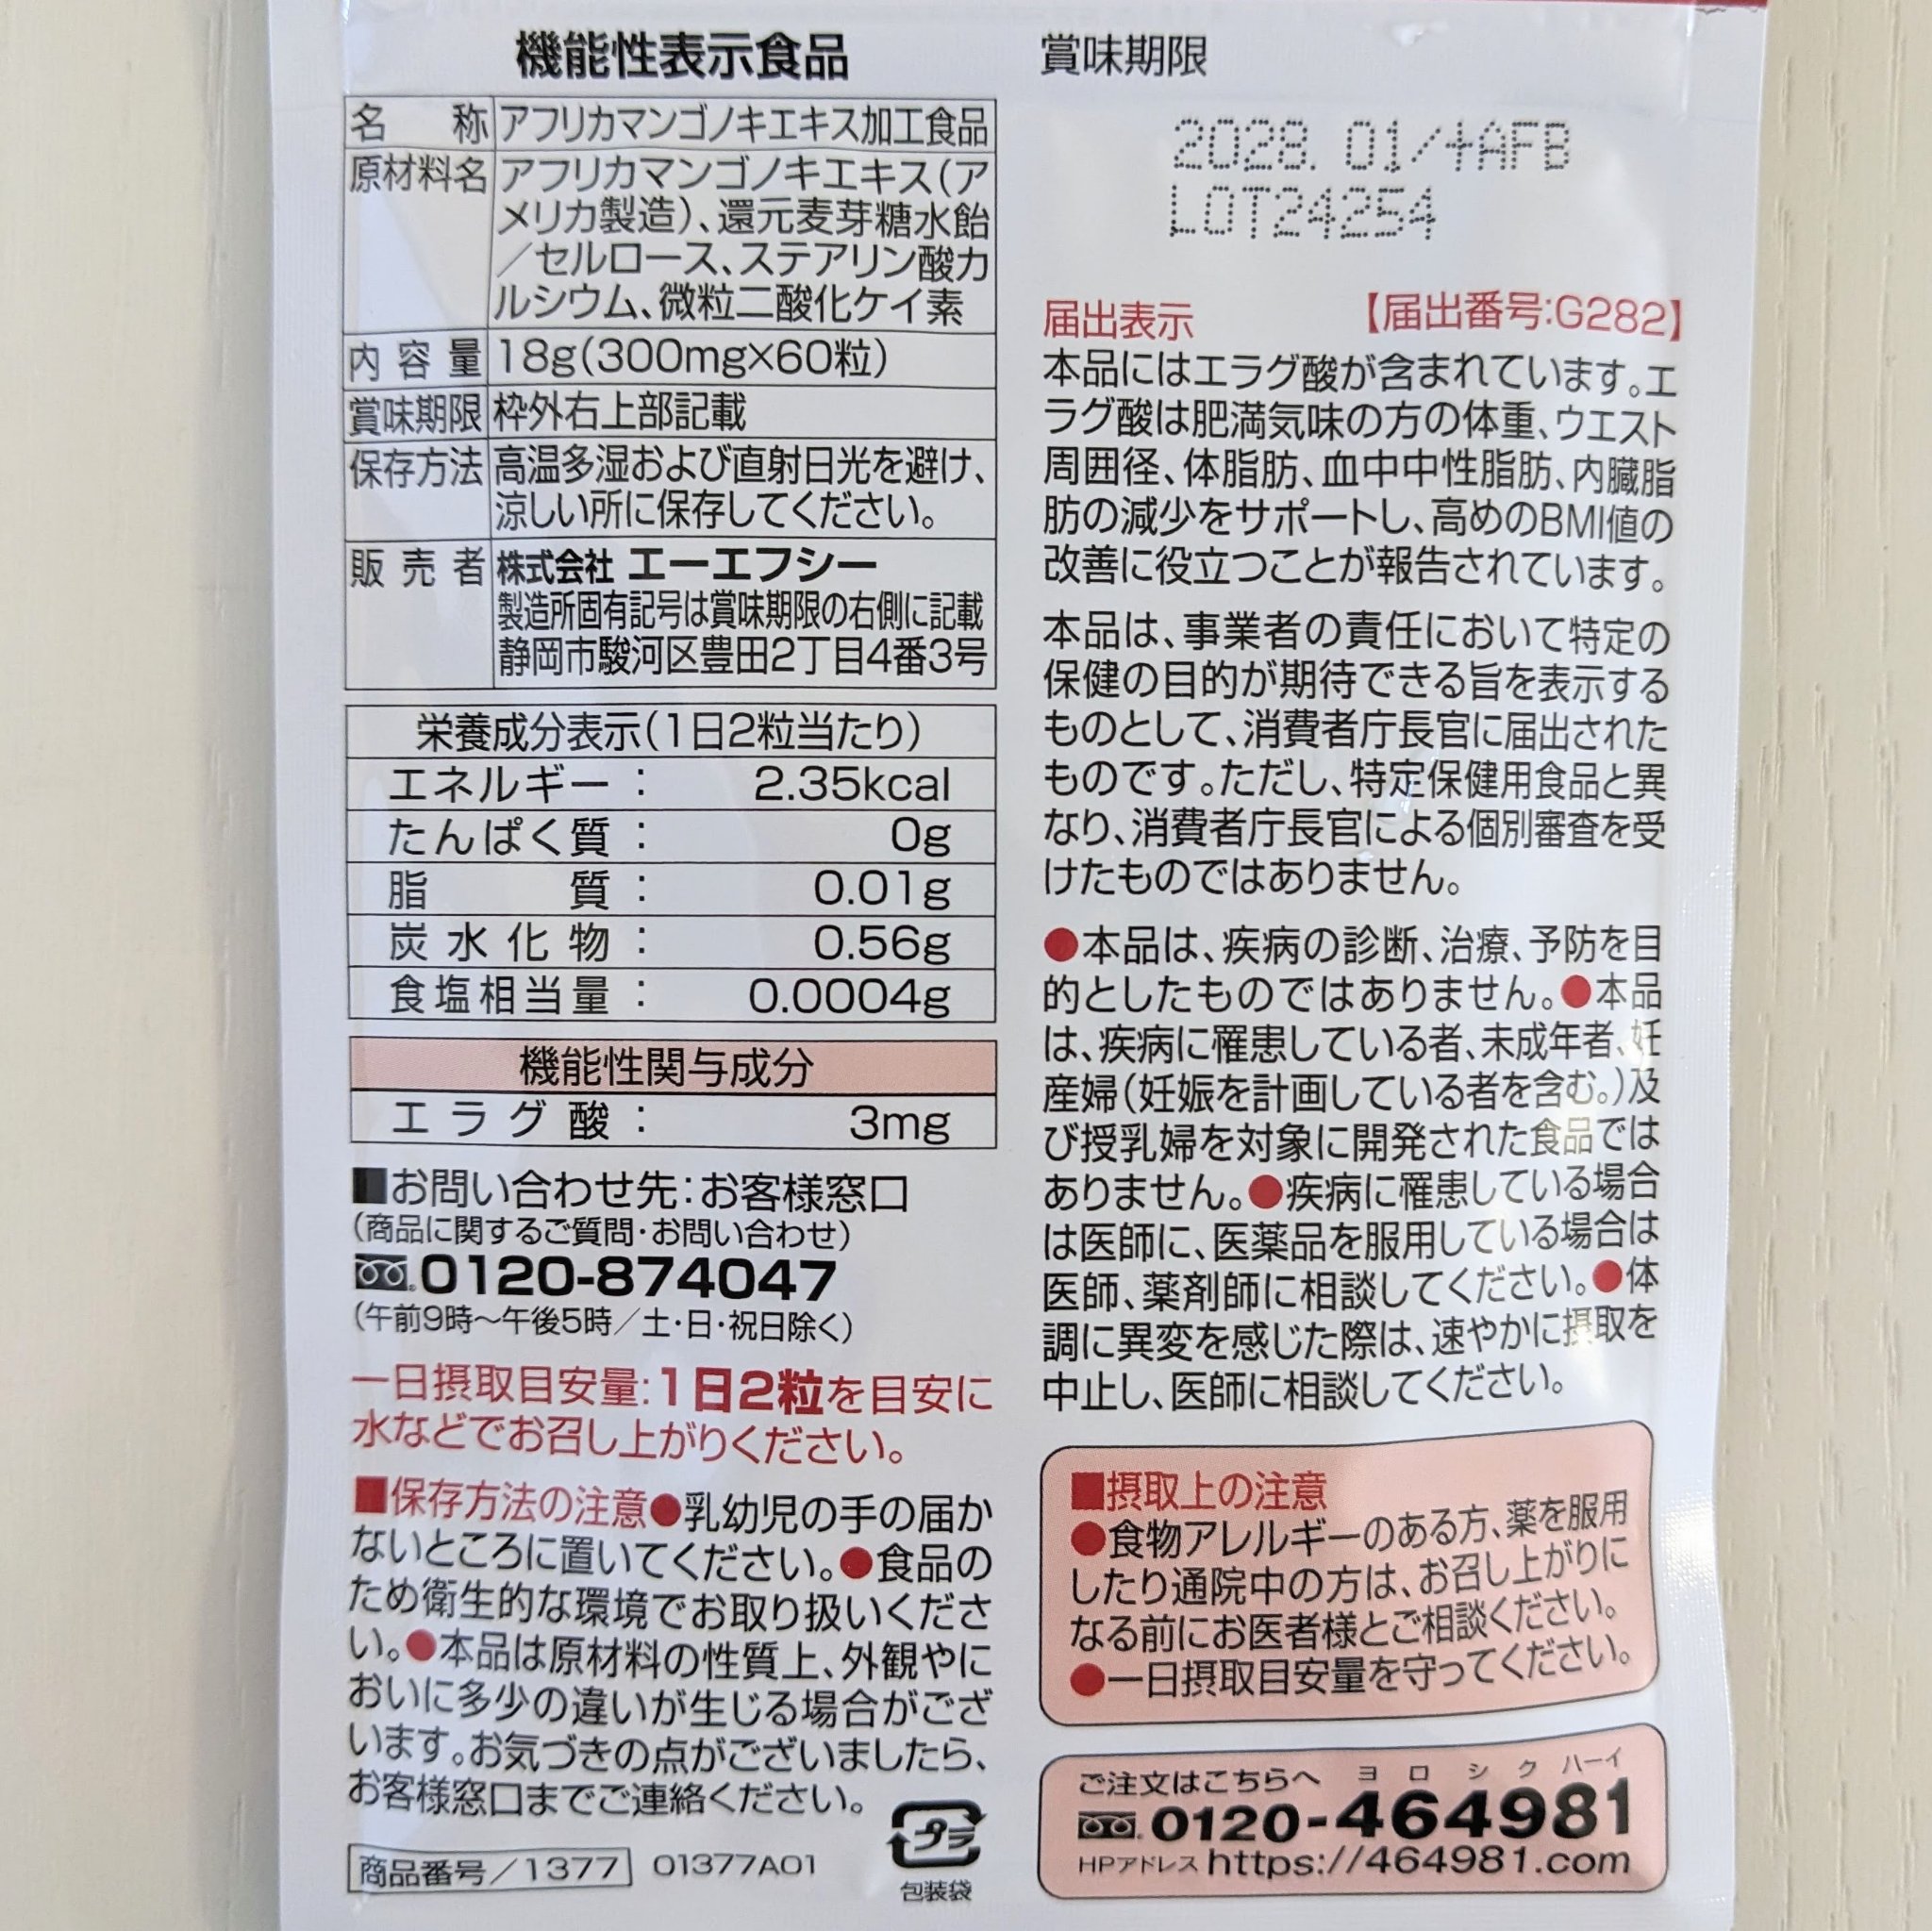 機能性表示食品
名称 アフリカマンゴノキエキス加工食品
原材料名 アフリカマンゴノキエキス(ア
メリカ製造)、還元麦芽糖水飴
/セルロース、ステアリン酸カ
ルシウム、微粒二酸化ケイ素
内容量 18g(300mg×60粒)
賞味期限 枠外右上部記載
保存方法 高温多湿および直射日光を避け、
涼しい所に保存してください。
販売者 株式会社 エーエフシー
製造所固有記号は賞味期限の右側に記載
静岡市駿河区豊田2丁目4番3号
栄養成分表示(1日2粒当たり)
エネルギー : 2.35kcal
たんぱく質 : 0g
脂質 : 0.01g
炭水化物 : 0.56g
食塩相当量 : 0.0004g
機能性関与成分
エラグ酸 : 3mg
■お問い合わせ先:お客様窓口
(商品に関するご質問・お問い合わせ)
0120-874047
(午前9時〜午後5時/土・日・祝日除く)
一日摂取目安量:1日2粒を目安に
水などでお召し上がりください。
■保存方法の注意●乳幼児の手の届か
ないところに置いてください。●食品の
ため衛生的な環境でお取り扱いくださ
い。●本品は原材料の性質上、外観やに
おいに多少の違いが生じる場合がござ
います。お気づきの点がございましたら、
お客様窓口までご連絡ください。
商品番号/1377 01377A01
プラ
包装袋
賞味期限
2028. 01/+AFB
LOT24254
届出表示 【届出番号:G282】
本品にはエラグ酸が含まれています。エ
ラグ酸は肥満気味の方の体重、ウエスト
周囲径、体脂肪、血中中性脂肪、内臓脂
肪の減少をサポートし、高めのBMI値の
改善に役立つことが報告されています。
本品は、事業者の責任において特定の
保健の目的が期待できる旨を表示する
ものとして、消費者庁長官に届出された
ものです。ただし、特定保健用食品と異
なり、消費者庁長官による個別審査を受
けたものではありません。
●本品は、疾病の診断、治療、予防を目
的としたものではありません。●本品
は、疾病に罹患している者、未成年者、妊
産婦(妊娠を計画している者を含む。)及
び授乳婦を対象に開発された食品では
ありません。●疾病に罹患している場合
は医師に、医薬品を服用している場合は
医師、薬剤師に相談してください。●体
調に異変を感じた際は、速やかに摂取を
中止し、医師に相談してください。
■摂取上の注意
●食物アレルギーのある方、薬を服用
したり通院中の方は、お召し上がりに
なる前にお医者様とご相談ください。
●一日摂取目安量を守ってください。
ご注文はこちらへ ヨロシクハーイ
0120-464981
HPアドレス https://464981.com